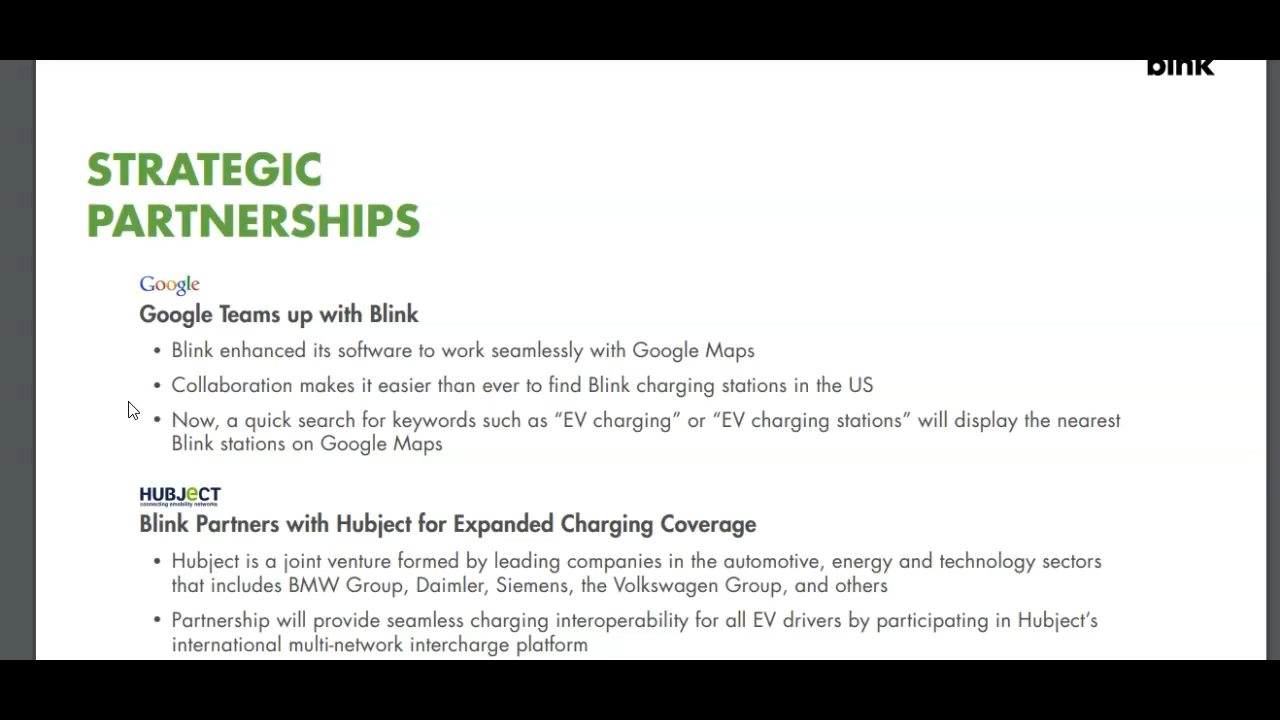 blink
STRATEGIC
PARTNERSHIPS
Google
Google Teams up with Blink
• Blink enhanced its software to work seamlessly with Google Maps
• Collaboration makes it easier than ever to find Blink charging stations in the US
• Now, a quick search for keywords such as “EV charging” or “EV charging stations” will display the nearest
Blink stations on Google Maps
HUBJeCT
connecting emobility networks
Blink Partners with Hubject for Expanded Charging Coverage
• Hubject is a joint venture formed by leading companies in the automotive, energy and technology sectors
that includes BMW Group, Daimler, Siemens, the Volkswagen Group, and others
• Partnership will provide seamless charging interoperability for all EV drivers by participating in Hubject’s
international multi-network intercharge platform